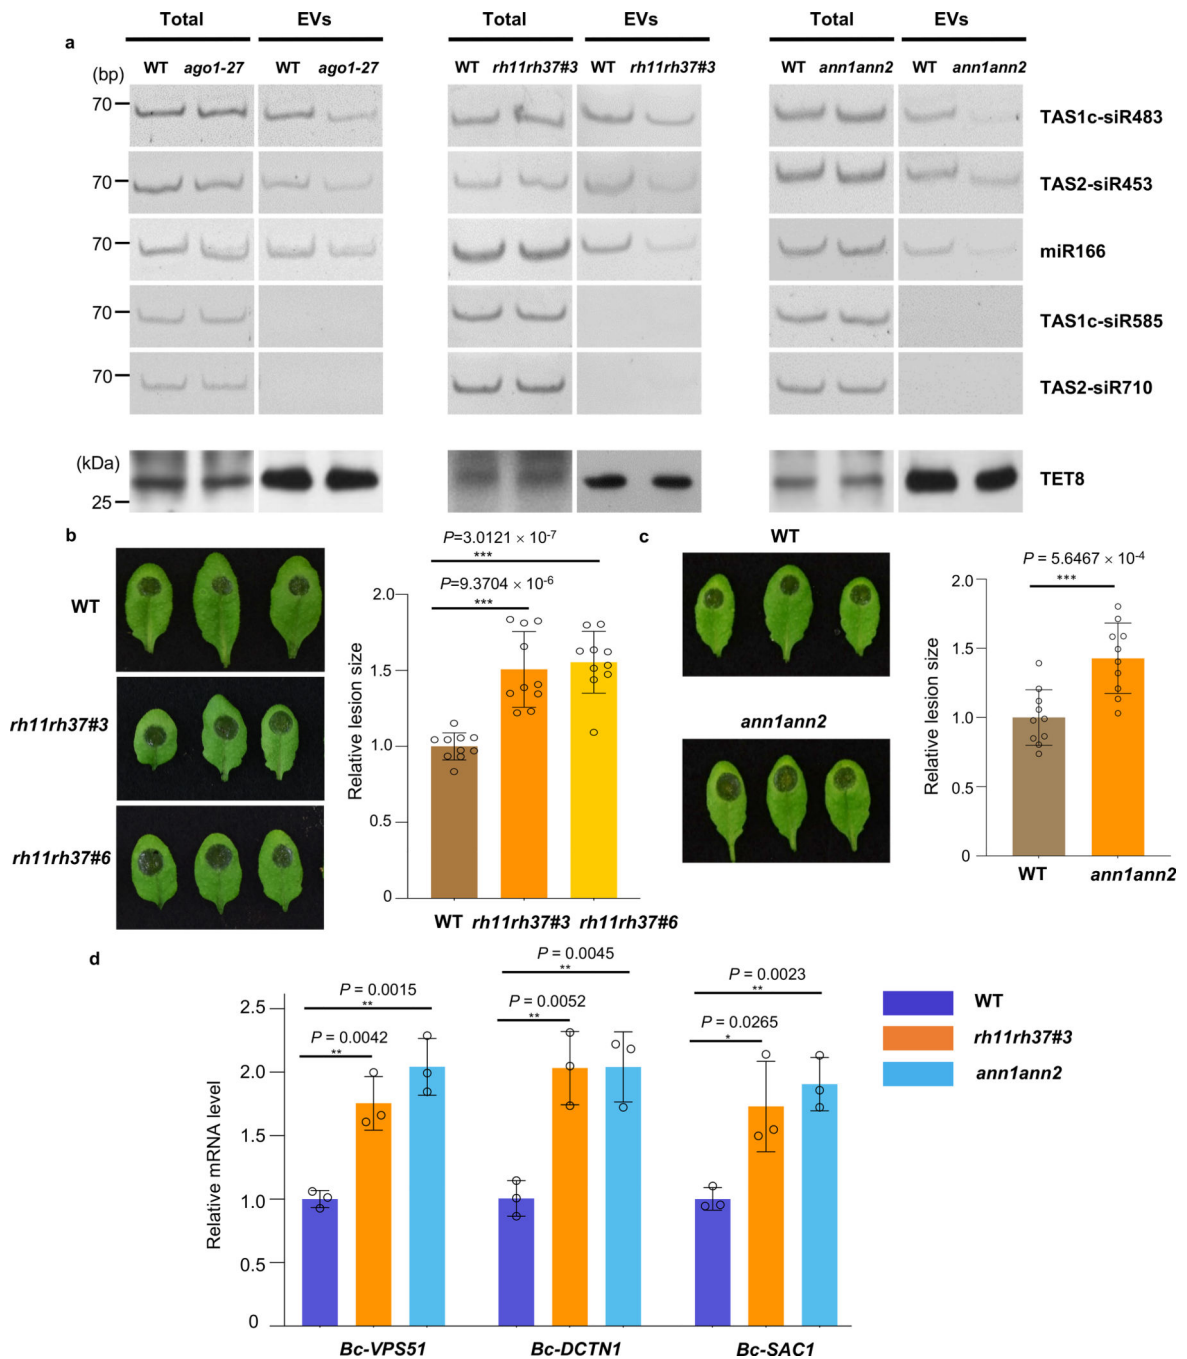 Total EVs Total EVs Total EVs
a
(bp) WT ago1-27 WT ago1-27 WT rh11rh37#3 WT rh11rh37#3 WT ann1ann2 WT ann1ann2
70 TAS1c-siR483
70 TAS2-siR453
70 miR166
70 TAS1c-siR585
70 TAS2-siR710
(kDa)
TET8
25
b
WT
rh11rh37#3
rh11rh37#6
P=3.0121 × 10-7
***
P=9.3704 × 10-6
***
Relative lesion size
2.0
1.5
1.0
0.5
0
WT rh11rh37#3 rh11rh37#6
c
WT
ann1ann2
P = 5.6467 × 10-4
***
Relative lesion size
2.0
1.5
1.0
0.5
0
WT ann1ann2
d
P = 0.0015
**
P = 0.0042
**
P = 0.0045
**
P = 0.0052
**
P = 0.0023
**
P = 0.0265
*
Relative mRNA level
2.5
2.0
1.5
1.0
0.5
0
Bc-VPS51 Bc-DCTN1 Bc-SAC1
WT
rh11rh37#3
ann1ann2